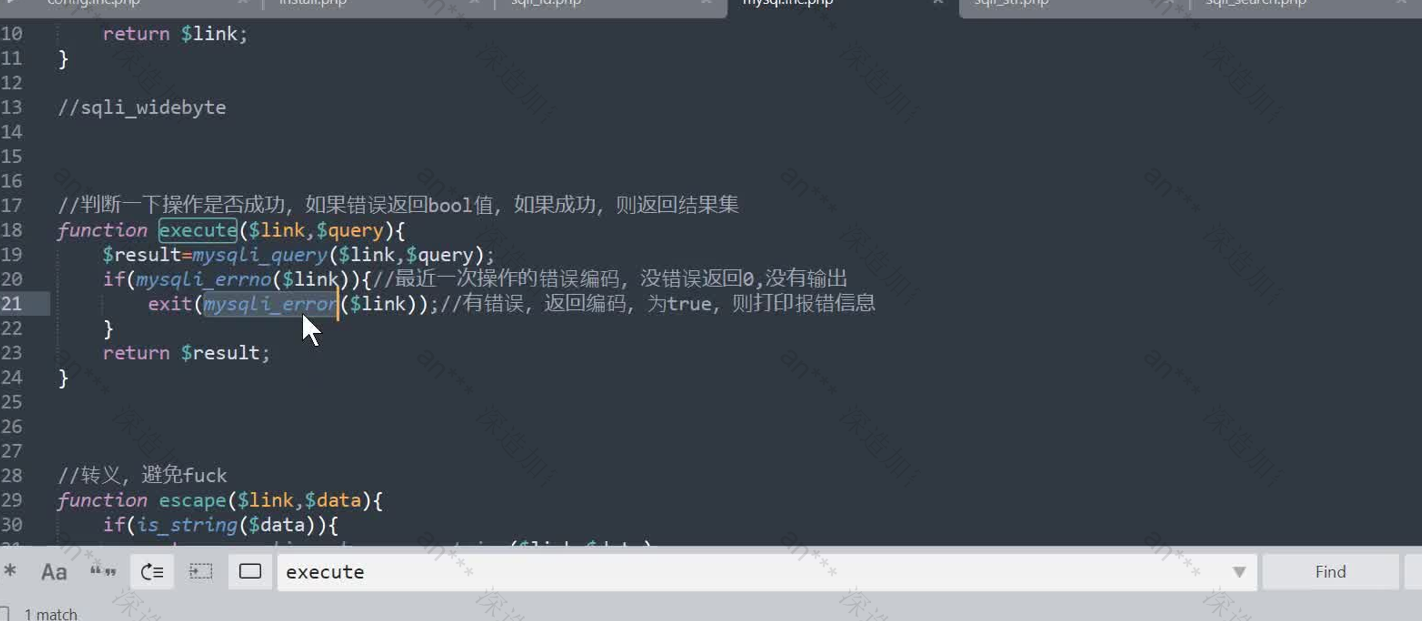 config.inc.php install.php sqli_id.php mysql.inc.php sqli_str.php sqli_search.php
10 return $link;
11 }
12
13 //sqli_widebyte
14
15
16
17 //判断一下操作是否成功，如果错误返回bool值，如果成功，则返回结果集
18 function execute($link,$query){
19 $result=mysqli_query($link,$query);
20 if(mysqli_errno($link)){//最近一次操作的错误编码，没错误返回0,没有输出
21 exit(mysqli_error($link));//有错误，返回编码，为true，则打印报错信息
22 }
23 return $result;
24 }
25
26
27
28 //转义，避免fuck
29 function escape($link,$data){
30 if(is_string($data)){
* Aa execute Find
1 match